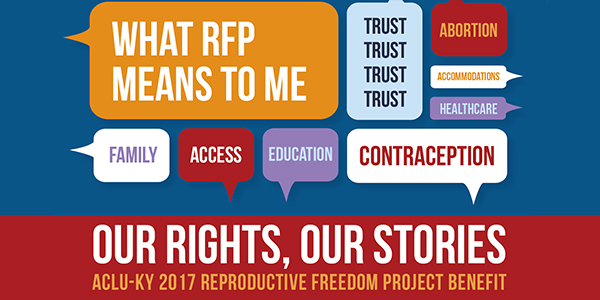 WHAT RFP
MEANS TO ME
TRUST
TRUST
TRUST
TRUST
ABORTION
ACCOMMODATIONS
HEALTHCARE
FAMILY
ACCESS
EDUCATION
CONTRACEPTION
OUR RIGHTS, OUR STORIES
ACLU-KY 2017 REPRODUCTIVE FREEDOM PROJECT BENEFIT